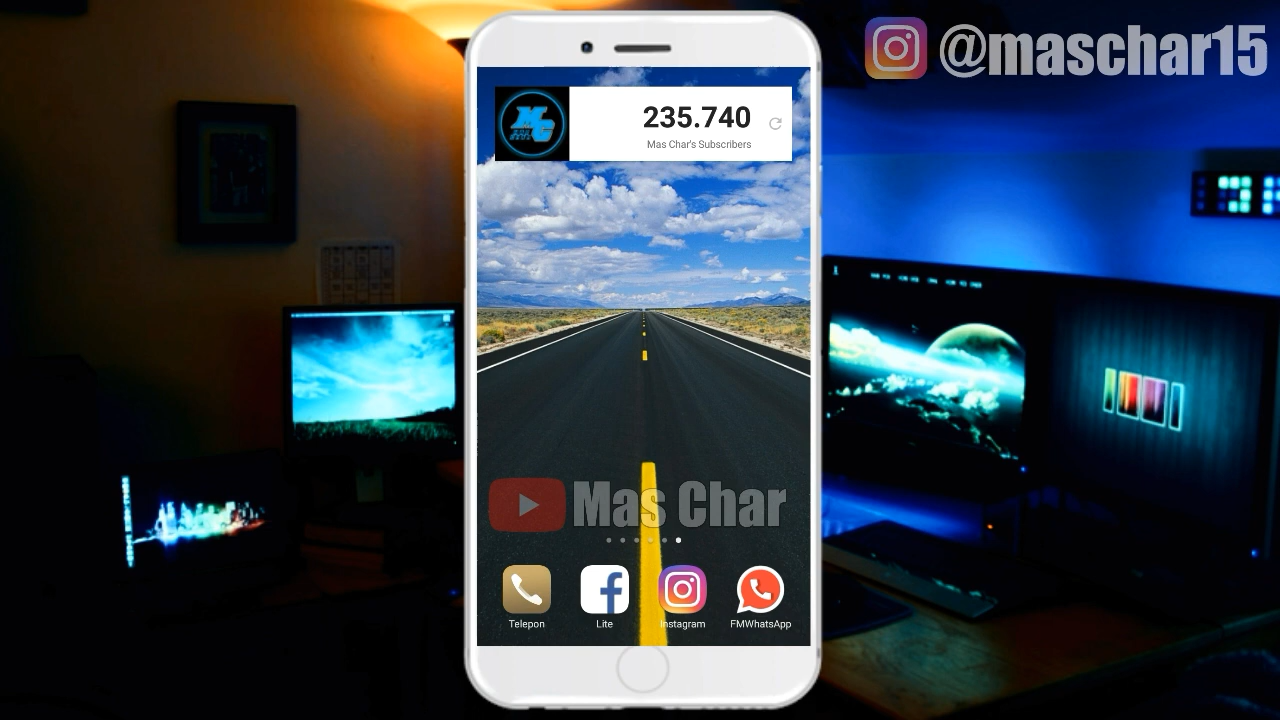 @maschar15
235.740
Mas Char's Subscribers
Mas Char
Telepon
Lite
Instagram
FMWhatsApp